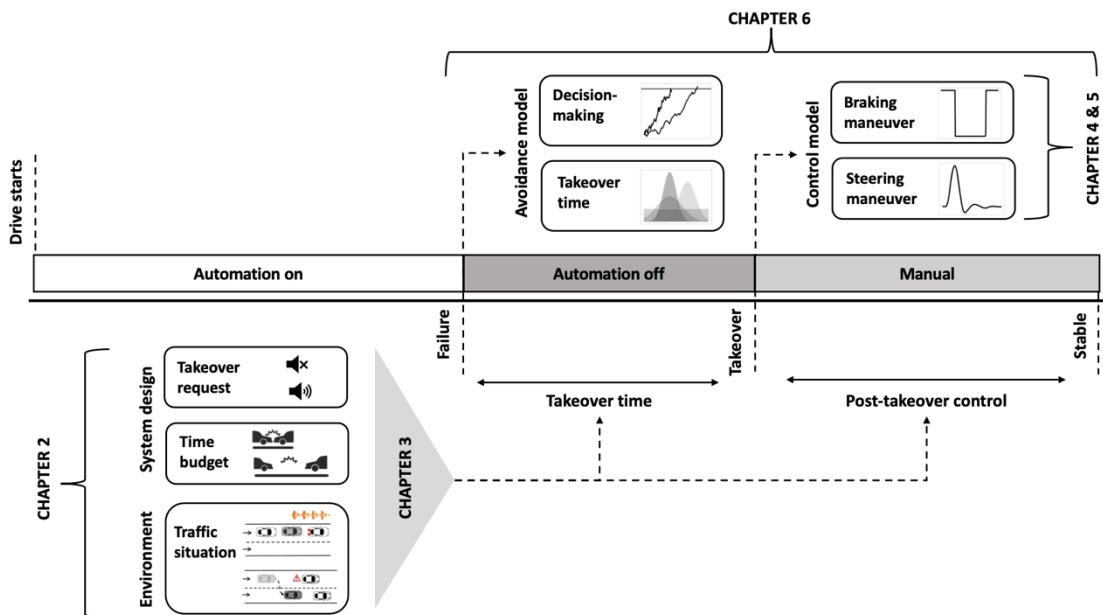 CHAPTER 6
Avoidance model
Decision-
making
Takeover
time
Control model
Braking
maneuver
Steering
maneuver
CHAPTER 4 & 5
Drive starts
Automation on
Automation off
Manual
Failure
Takeover
Stable
Takeover time
Post-takeover control
CHAPTER 2
System design
Takeover
request
Time
budget
Environment
Traffic
situation
CHAPTER 3